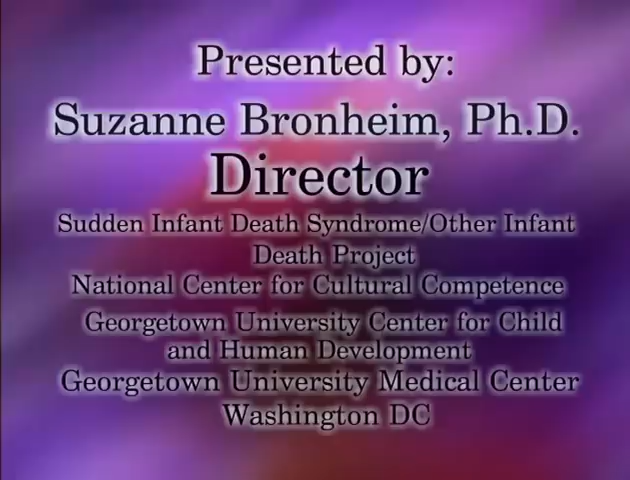 Presented by:
Suzanne Bronheim, Ph.D.
Director
Sudden Infant Death Syndrome/Other Infant
Death Project
National Center for Cultural Competence
Georgetown University Center for Child
and Human Development
Georgetown University Medical Center
Washington DC